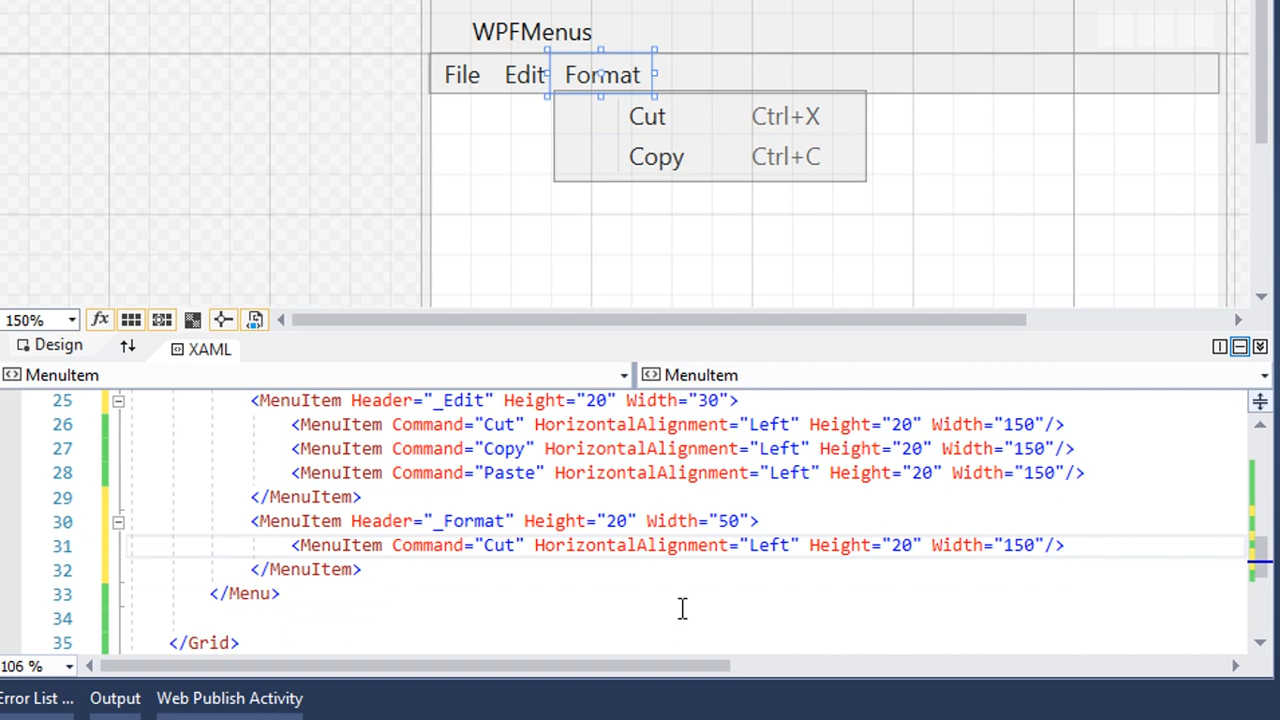 WPFMenus
File Edit Format
Cut Ctrl+X
Copy Ctrl+C
150% fx
Design XAML
MenuItem MenuItem
25 <MenuItem Header="_Edit" Height="20" Width="30">
26 <MenuItem Command="Cut" HorizontalAlignment="Left" Height="20" Width="150"/>
27 <MenuItem Command="Copy" HorizontalAlignment="Left" Height="20" Width="150"/>
28 <MenuItem Command="Paste" HorizontalAlignment="Left" Height="20" Width="150"/>
29 </MenuItem>
30 <MenuItem Header="_Format" Height="20" Width="50">
31 <MenuItem Command="Cut" HorizontalAlignment="Left" Height="20" Width="150"/>
32 </MenuItem>
33 </Menu>
34
35 </Grid>
106 %
Error List ... Output Web Publish Activity